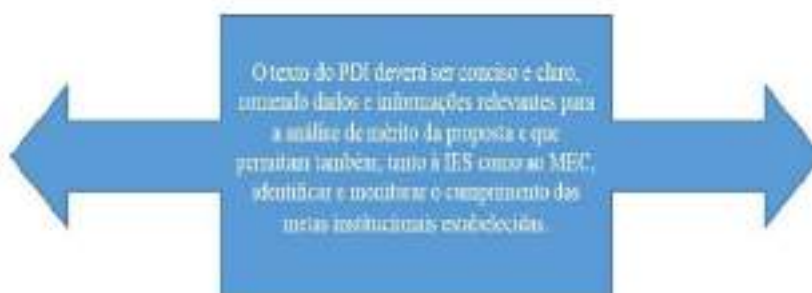 O texto do PDI deverá ser conciso e claro,
contendo dados e informações relevantes para
a análise de mérito da proposta e que
permitam também, tanto à IES como ao MEC,
identificar e monitorar o cumprimento das
metas institucionais estabelecidas.